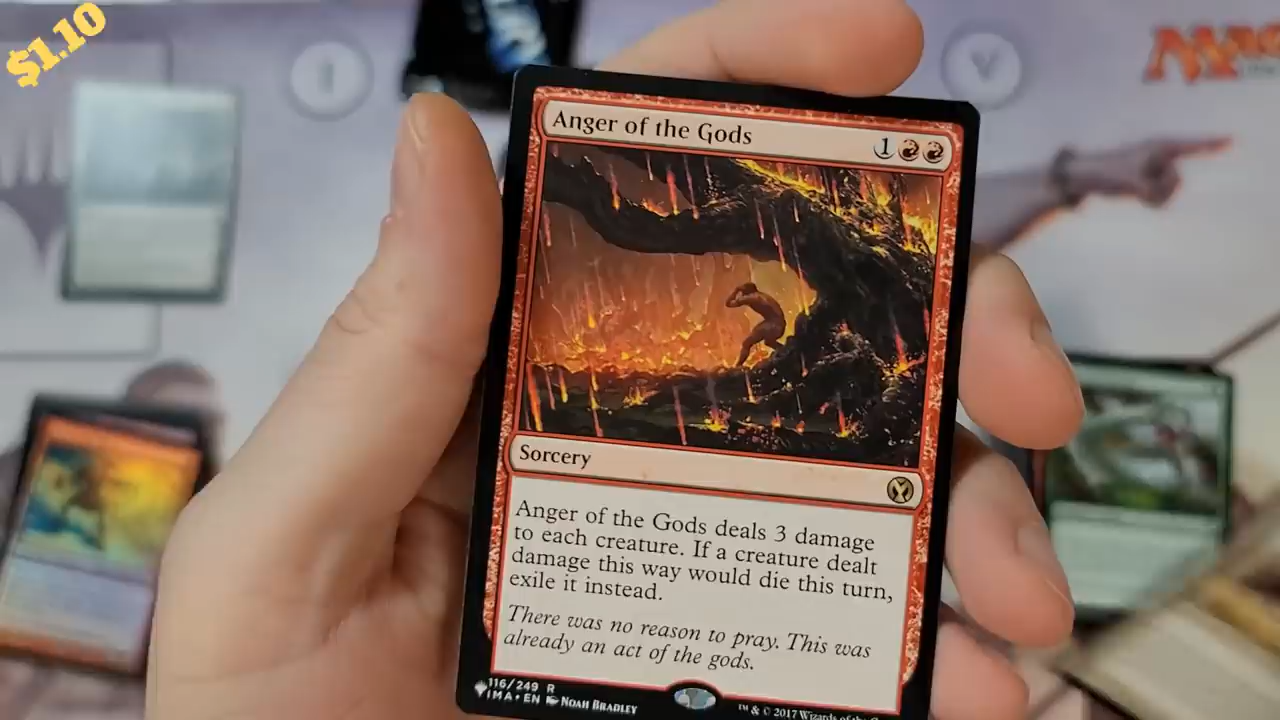 $1.10
Anger of the Gods
1
Sorcery
Anger of the Gods deals 3 damage
to each creature. If a creature dealt
damage this way would die this turn,
exile it instead.
There was no reason to pray. This was
already an act of the gods.
116/249 R
IMA • EN Noah Bradley
™ & © 2017 Wizards of the